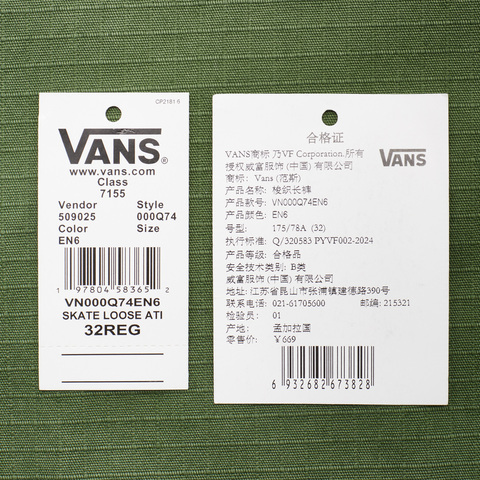 CP2181 6
VANS
www.vans.com
Class
7155
Vendor Style
509025 000Q74
Color Size
EN6
1 97804 58365 2
VN000Q74EN6
SKATE LOOSE ATI
32REG
合格证
VANS商标 乃VF Corporation.所有
授权威富服饰 (中国) 有限公司
商标: Vans (范斯)
产品名称: 梭织长裤
产品款号: VN000Q74EN6
产品颜色: EN6
号型: 175/78A (32)
执行标准: Q/320583 PYVF002-2024
产品等级: 合格品
安全技术类别: B类
威富服饰 (中国) 有限公司
地址:江苏省昆山市张浦镇建德路390号
联系电话: 021-61705600 邮编: 215321
检验员: 01
产地: 孟加拉国
零售价: ￥669
VANS
6 932682 673828